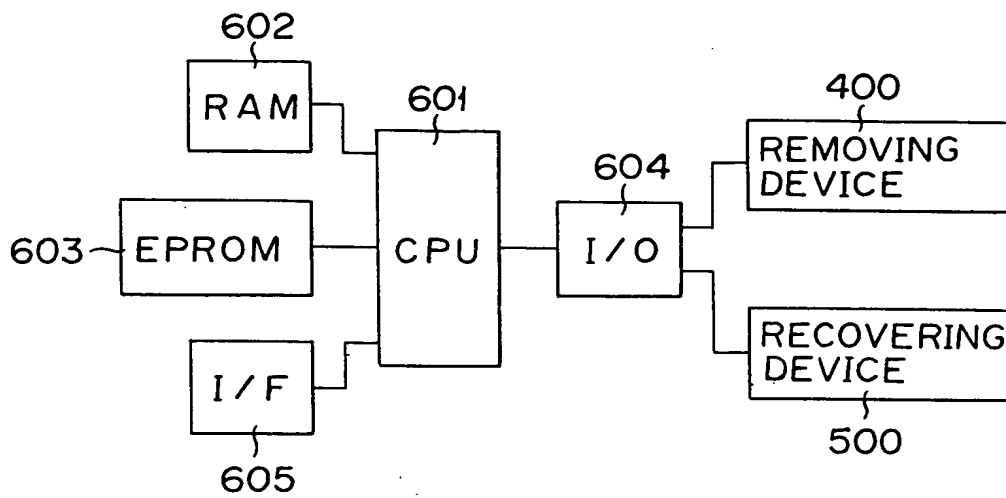 602
RAM
601
CPU
603
EPROM
I/F
605
604
I/O
400
REMOVING
DEVICE
RECOVERING
DEVICE
500